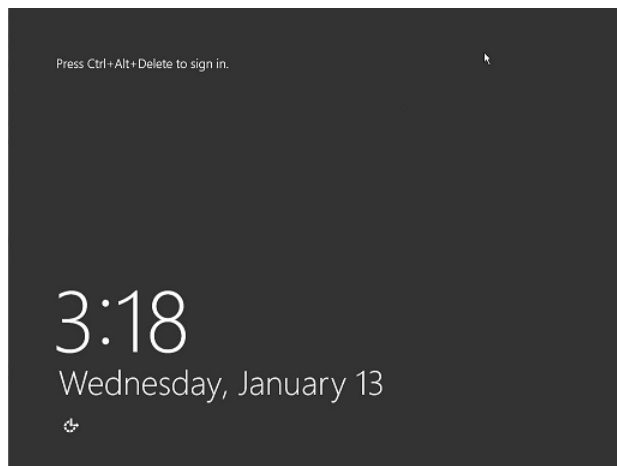 Press Ctrl+Alt+Delete to sign in.
3:18
Wednesday, January 13